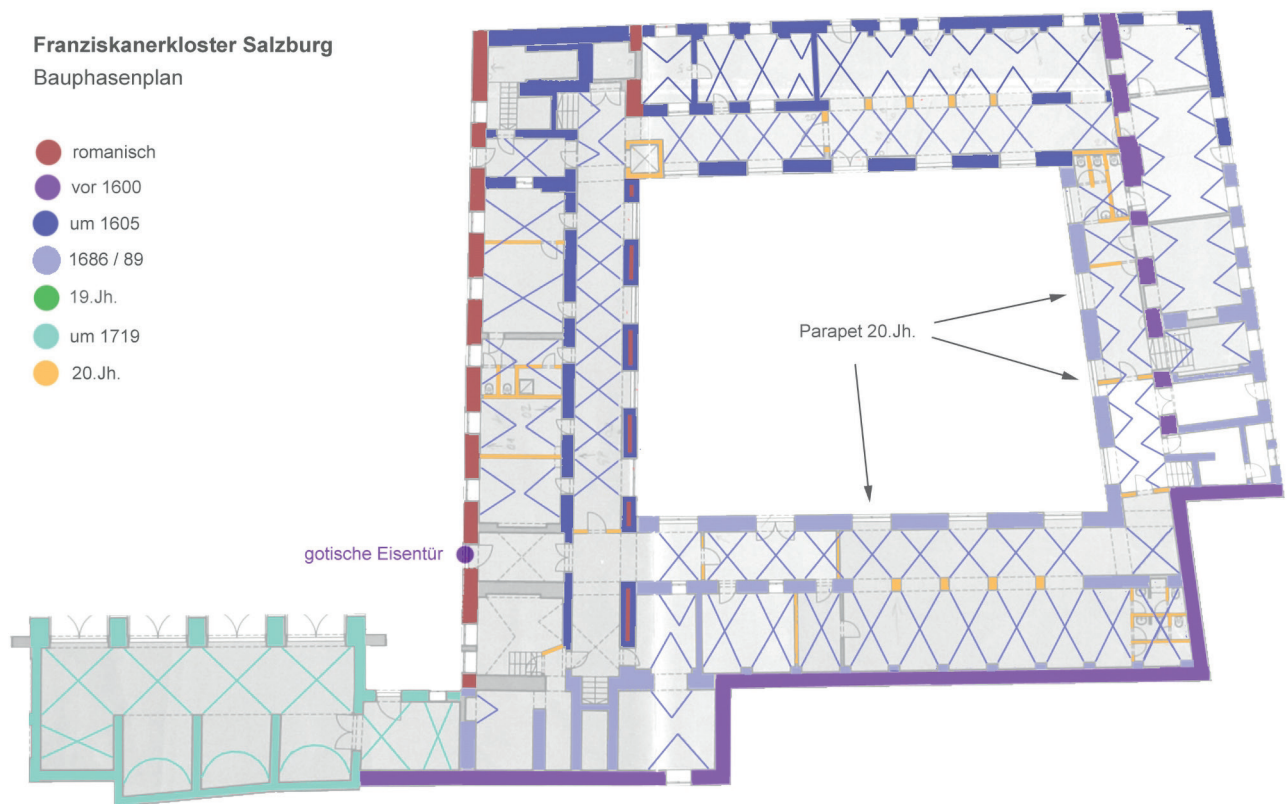 Franziskanerkloster Salzburg
Bauphasenplan
romanisch
vor 1600
um 1605
1686 / 89
19.Jh.
um 1719
20.Jh.
Parapet 20.Jh.
gotische Eisentür